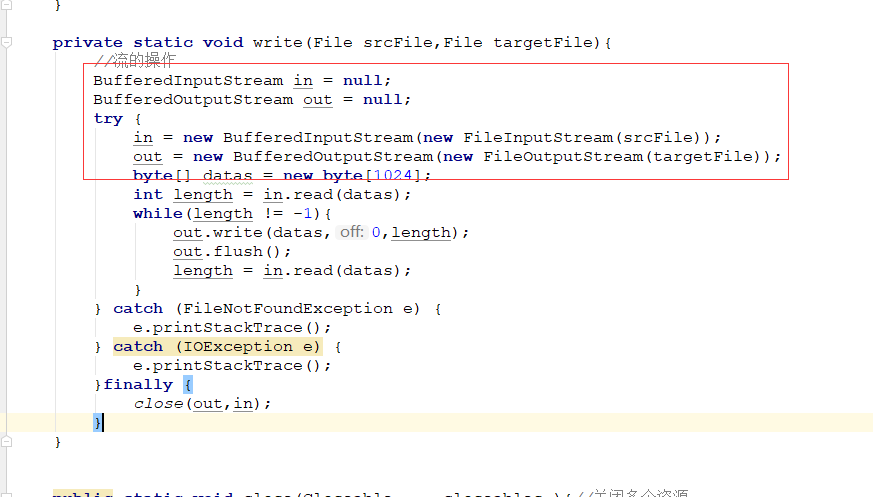 }
private static void write(File srcFile,File targetFile){
//流的操作
BufferedInputStream in = null;
BufferedOutputStream out = null;
try {
in = new BufferedInputStream(new FileInputStream(srcFile));
out = new BufferedOutputStream(new FileOutputStream(targetFile));
byte[] datas = new byte[1024];
int length = in.read(datas);
while(length != -1){
out.write(datas, off: 0,length);
out.flush();
length = in.read(datas);
}
} catch (FileNotFoundException e) {
e.printStackTrace();
} catch (IOException e) {
e.printStackTrace();
}finally {
close(out,in);
}
}
public static void close(Closeable... closeables){//关闭多个资源